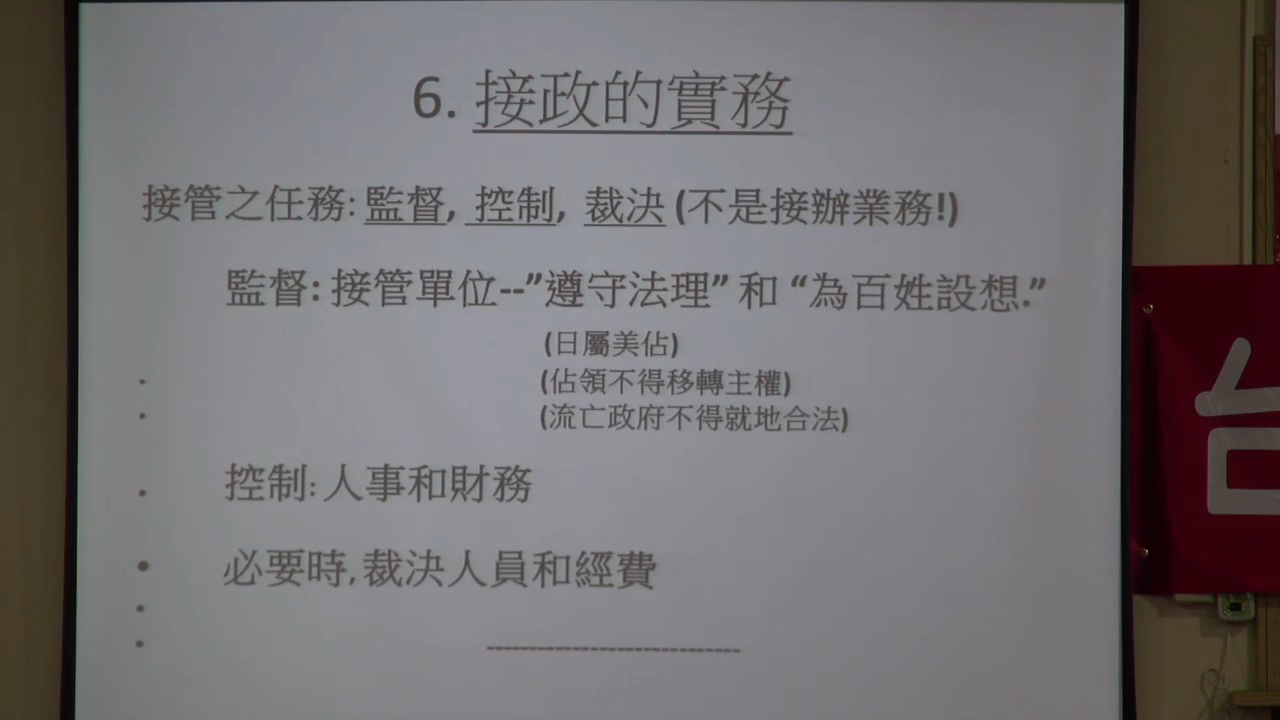 6. 接政的實務
接管之任務: 監督, 控制, 裁決 (不是接辦業務!)
監督: 接管單位--”遵守法理” 和 “為百姓設想.”
(日屬美佔)
(佔領不得移轉主權)
(流亡政府不得就地合法)
控制: 人事和財務
必要時, 裁決人員和經費
台